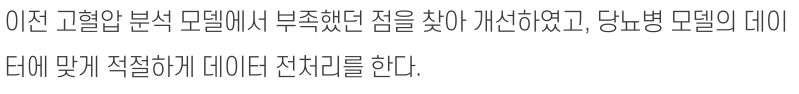 이전 고혈압 분석 모델에서 부족했던 점을 찾아 개선하였고, 당뇨병 모델의 데이
터에 맞게 적절하게 데이터 전처리를 한다.